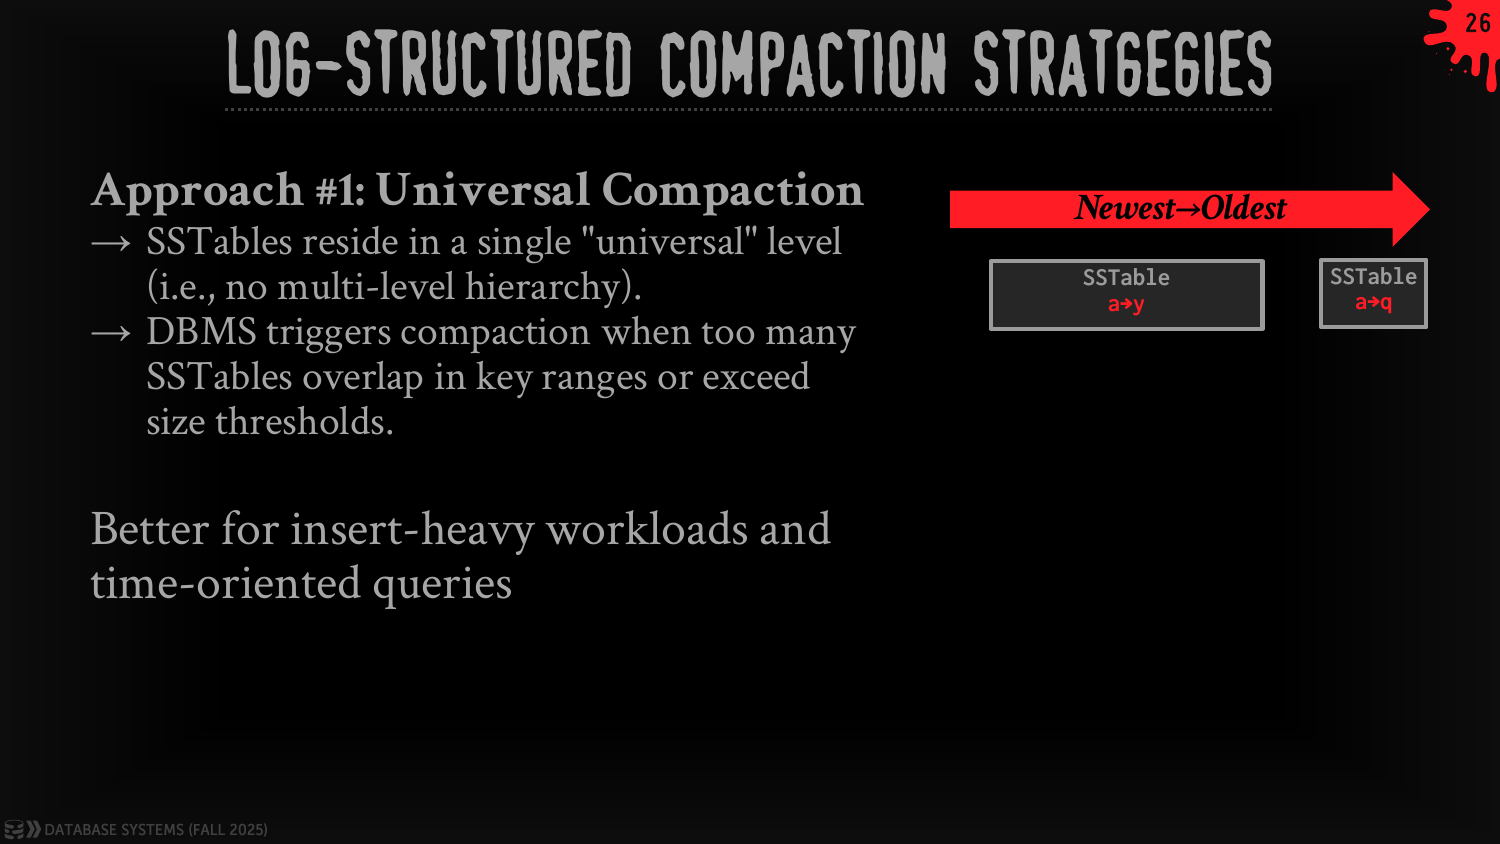 26
LOG-STRUCTURED COMPACTION STRATGEGIES
Approach #1: Universal Compaction
→ SSTables reside in a single "universal" level
(i.e., no multi-level hierarchy).
→ DBMS triggers compaction when too many
SSTables overlap in key ranges or exceed
size thresholds.
Better for insert-heavy workloads and
time-oriented queries
Newest→Oldest
SSTable
a→y
SSTable
a→q
DATABASE SYSTEMS (FALL 2025)